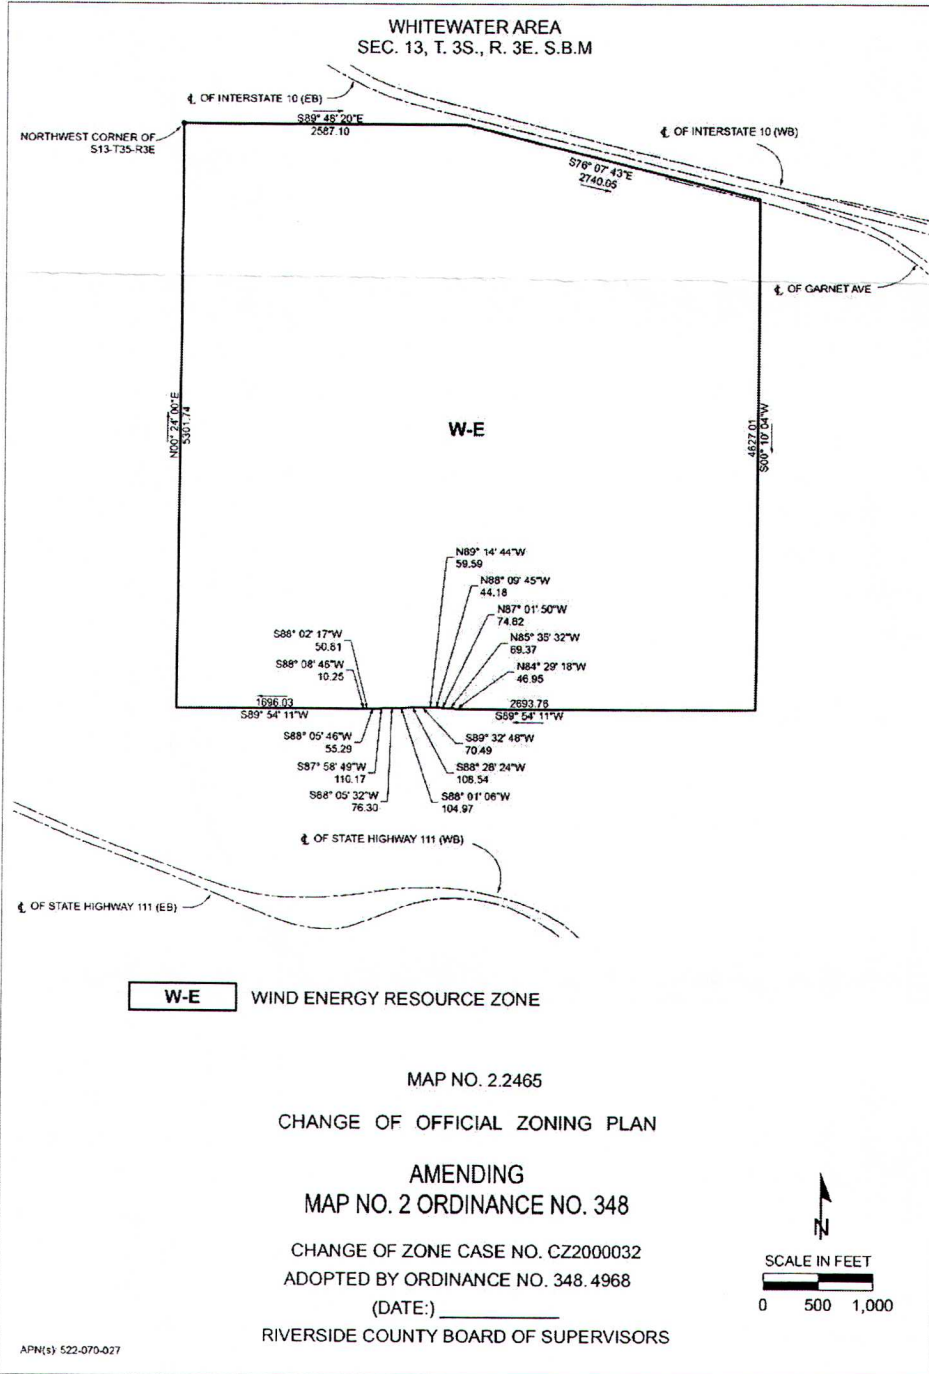 WHITEWATER AREA
SEC. 13, T. 3S., R. 3E. S.B.M
℄ OF INTERSTATE 10 (EB)
NORTHWEST CORNER OF
S13-T35-R3E
S89° 46' 20"E
2587.10
℄ OF INTERSTATE 10 (WB)
S76° 07' 43"E
2740.05
℄ OF GARNET AVE
N00° 24' 00"E
5301.74
W-E
4627.01
S00° 10' 04"W
N89° 14' 44"W
59.59
N88° 09' 45"W
44.18
N87° 01' 50"W
74.82
N85° 35' 32"W
69.37
N84° 29' 18"W
46.95
S88° 02' 17"W
50.81
S88° 08' 46"W
10.25
1696.03
S89° 54' 11"W
2693.76
S89° 54' 11"W
S88° 05' 46"W
55.29
S87° 58' 49"W
110.17
S88° 05' 32"W
76.30
S89° 32' 48"W
70.49
S88° 28' 24"W
108.54
S88° 01' 06"W
104.97
℄ OF STATE HIGHWAY 111 (WB)
℄ OF STATE HIGHWAY 111 (EB)
W-E WIND ENERGY RESOURCE ZONE
MAP NO. 2.2465
CHANGE OF OFFICIAL ZONING PLAN
AMENDING
MAP NO. 2 ORDINANCE NO. 348
CHANGE OF ZONE CASE NO. CZ2000032
ADOPTED BY ORDINANCE NO. 348.4968
(DATE:) ____________
RIVERSIDE COUNTY BOARD OF SUPERVISORS
N
SCALE IN FEET
0 500 1,000
APN(s): 522-070-027